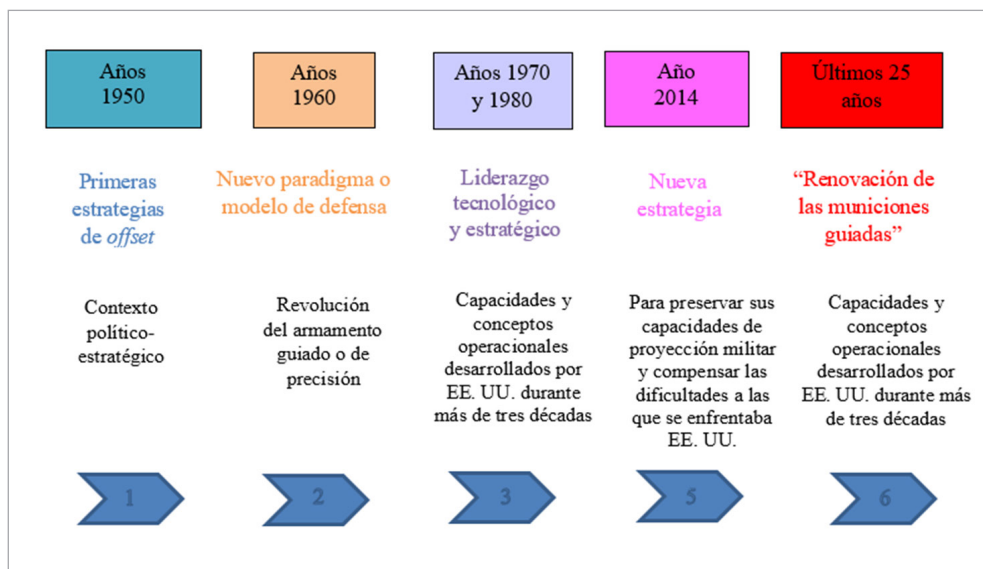 Años
1950
Años
1960
Años 1970
y 1980
Año
2014
Últimos 25
años
Primeras
estrategias
de offset
Nuevo paradigma o
modelo de defensa
Liderazgo
tecnológico
y estratégico
Nueva
estrategia
“Renovación de
las municiones
guiadas”
Contexto
político-
estratégico
Revolución
del armamento
guiado o de
precisión
Capacidades y
conceptos
operacionales
desarrollados por
EE. UU. durante
más de tres décadas
Para preservar sus
capacidades de
proyección militar
y compensar las
dificultades a las
que se enfrentaba
EE. UU.
Capacidades y
conceptos
operacionales
desarrollados por
EE. UU. durante más
de tres décadas
1
2
3
5
6